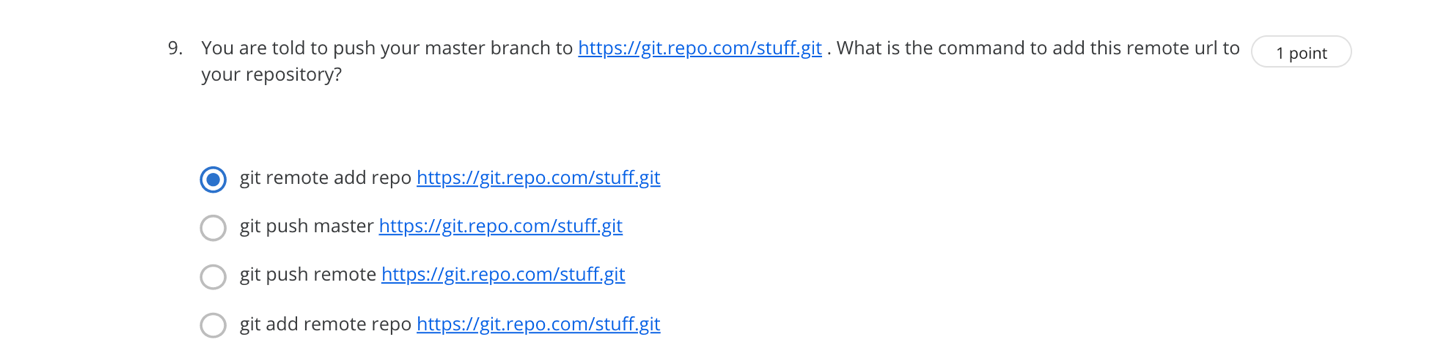 9. You are told to push your master branch to https://git.repo.com/stuff.git . What is the command to add this remote url to
your repository?
1 point
git remote add repo https://git.repo.com/stuff.git
git push master https://git.repo.com/stuff.git
git push remote https://git.repo.com/stuff.git
git add remote repo https://git.repo.com/stuff.git